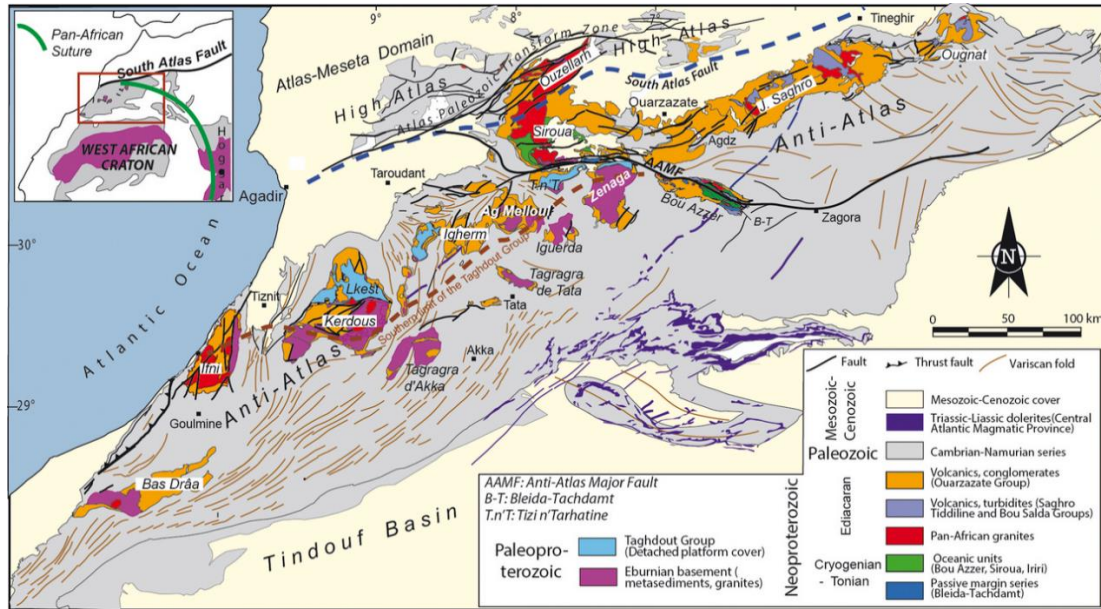 Pan-African
Suture
South Atlas Fault
WEST AFRICAN
CRATON
Hoggar
9°
8°
7°
Atlas-Meseta Domain
High Atlas
Atlas Paleozoic Transform Zone
High-Atlas
Ouzellam
South Atlas Fault
Ouarzazate
Tineghir
Ougnat
J. Saghro
Anti-Atlas
Siroua
Agdz
AAMF
Taroudant
Agadir
T.n'T.
Zenaga
Bou Azzer
B-T
Zagora
Ag Mellouf
Igherm
Iguerda
30°
Atlantic Ocean
Southern limit of the Taghdout Group
Tagragra
de Tata
Tata
Tiznit
Lkest
Kerdous
Akka
Tagragra
d'Akka
Ifni
Anti-Atlas
29°
Goulmine
Bas Drâa
Tindouf Basin
N
0
50
100 km
Fault
Thrust fault
Variscan fold
Mesozoic-
Cenozoic
Mesozoic-Cenozoic cover
Triassic-Liassic dolerites(Central
Atlantic Magmatic Province)
Paleozoic
Cambrian-Namurian series
Neoproterozoic
Ediacaran
Volcanics, conglomerates
(Ouarzazate Group)
Volcanics, turbidites (Saghro
Tiddiline and Bou Salda Groups)
Pan-African granites
Cryogenian
- Tonian
Oceanic units
(Bou Azzer, Siroua, Iriri)
Passive margin series
(Bleida-Tachdamt)
AAMF: Anti-Atlas Major Fault
B-T: Bleida-Tachdamt
T.n'T: Tizi n'Tarhatine
Paleopro-
terozoic
Taghdout Group
(Detached platform cover)
Eburnian basement (
metasediments, granites)